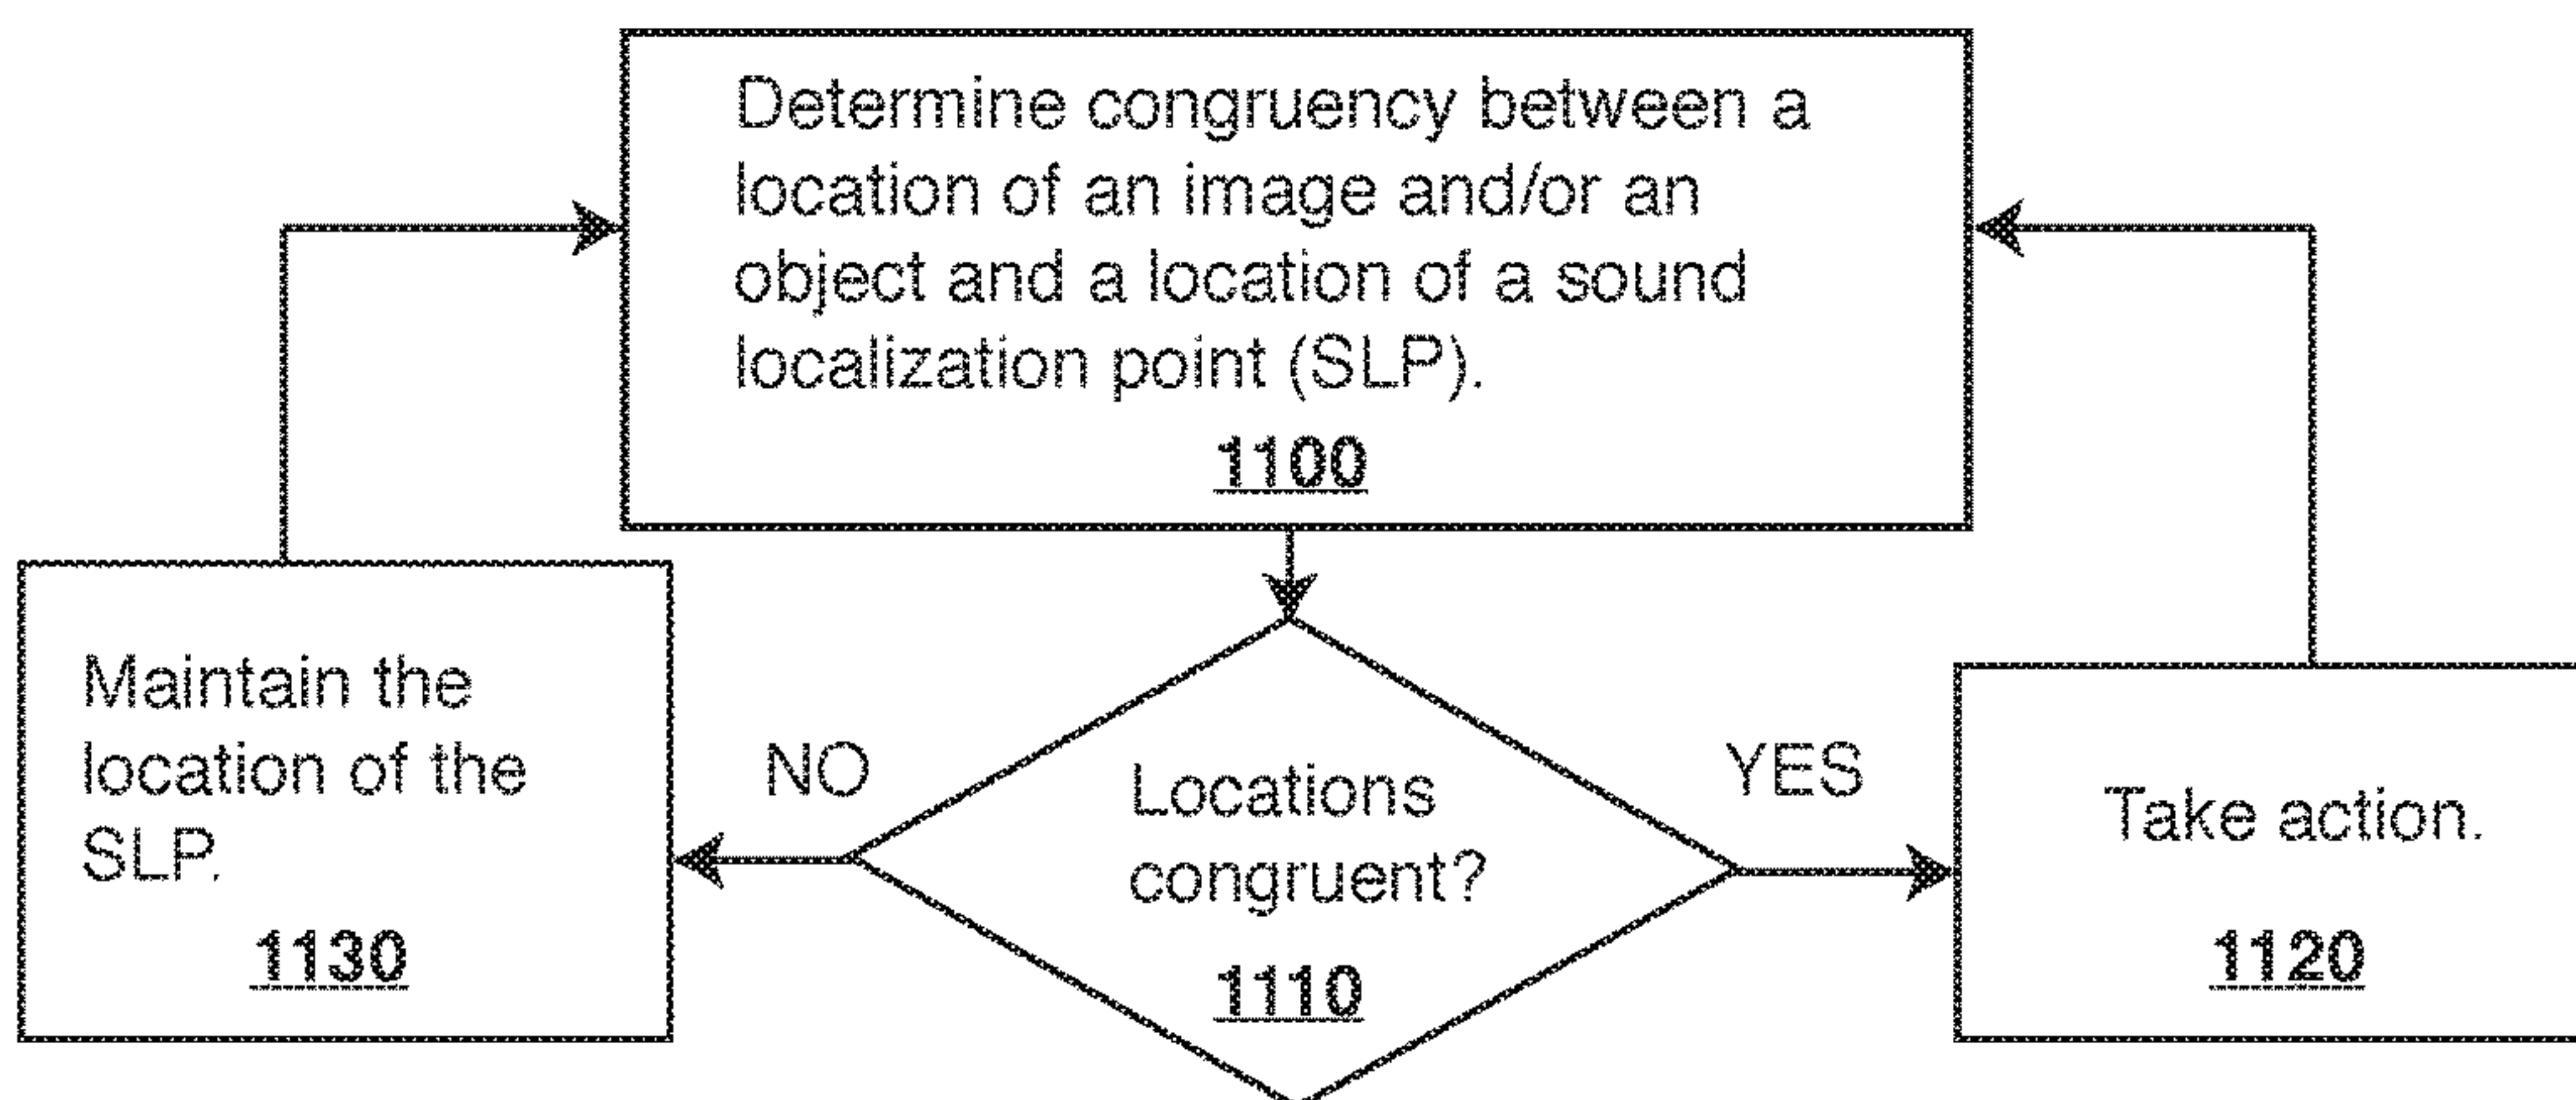 Determine congruency between a
location of an image and/or an
object and a location of a sound
localization point (SLP).
1100
Maintain the
location of the
SLP.
1130
NO
Locations
congruent?
1110
YES
Take action.
1120